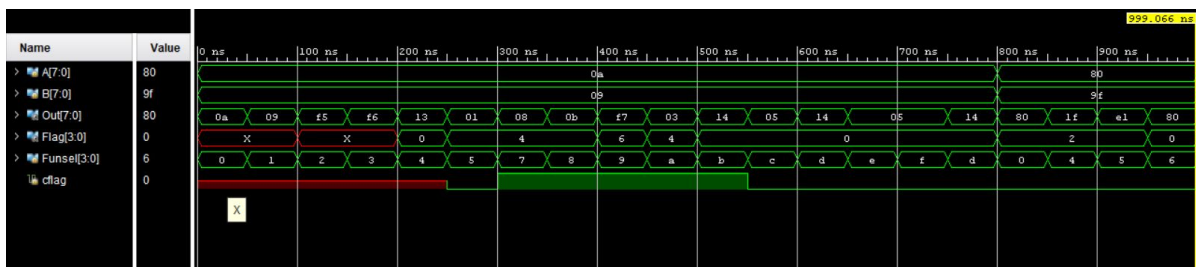 999.066 ns
Name Value 0 ns 100 ns 200 ns 300 ns 400 ns 500 ns 600 ns 700 ns 800 ns 900 ns
> A[7:0] 80 0a 80
> B[7:0] 9f 09 9f
> Out[7:0] 80 0a 09 f5 f6 13 01 08 0b f7 03 14 05 14 05 14 80 1f e1 80
> Flag[3:0] 0 X X 0 4 6 4 0 2 0
> Funsel[3:0] 6 0 1 2 3 4 5 7 8 9 a b c d e f d 0 4 5 6
cflag 0
X